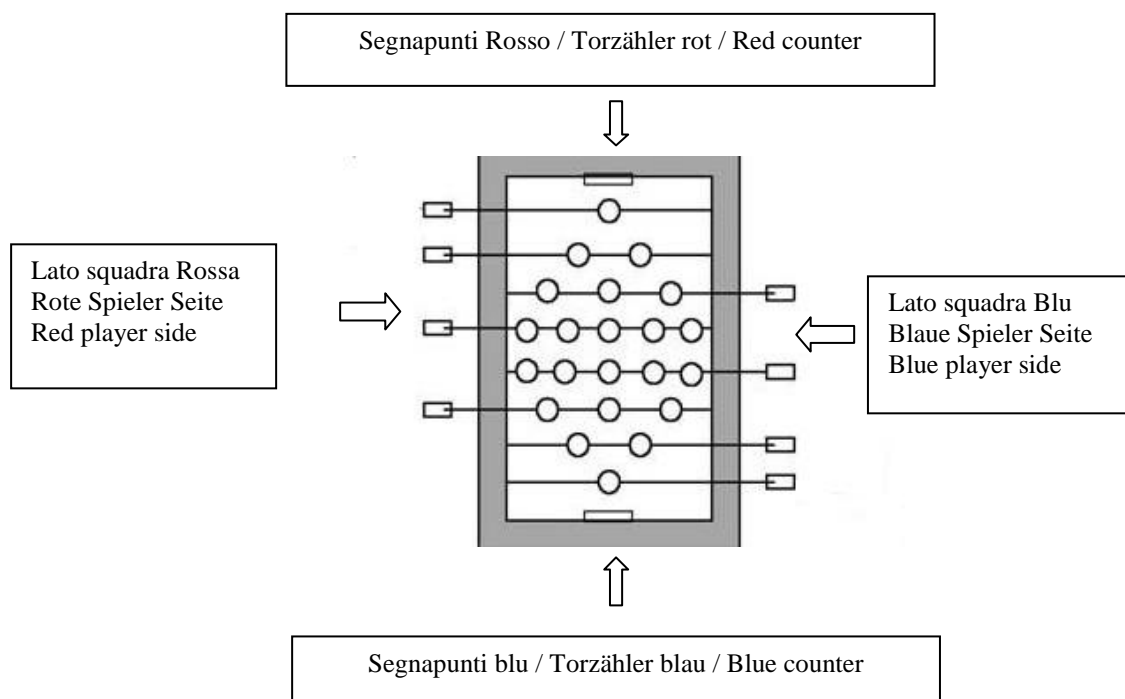 Segnapunti Rosso / Torzähler rot / Red counter
Lato squadra Rossa
Rote Spieler Seite
Red player side
Lato squadra Blu
Blaue Spieler Seite
Blue player side
Segnapunti blu / Torzähler blau / Blue counter